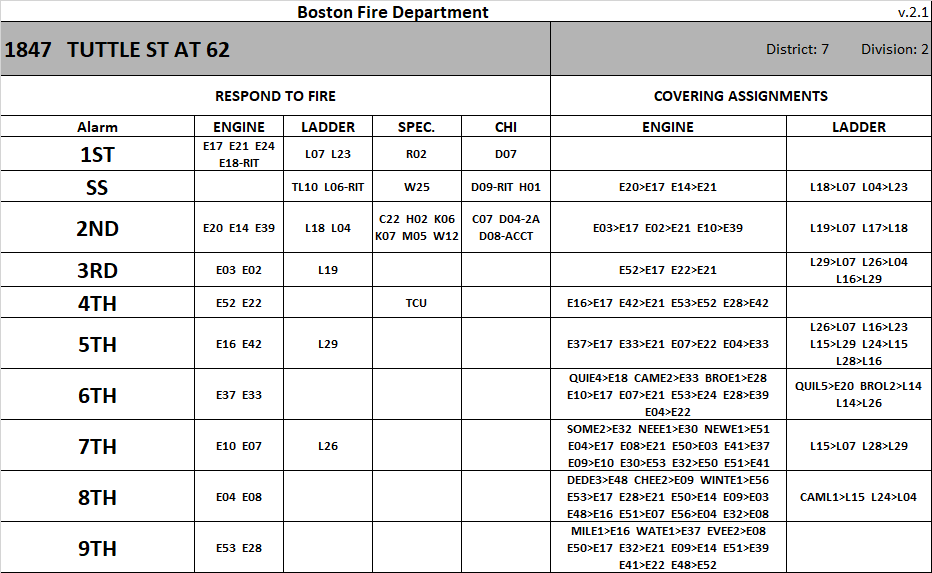 Boston Fire Department v.2.1
1847 TUTTLE ST AT 62 District: 7 Division: 2
RESPOND TO FIRE COVERING ASSIGNMENTS
Alarm ENGINE LADDER SPEC. CHI ENGINE LADDER
1ST
E17 E21 E24
E18-RIT
L07 L23
R02
D07
SS
TL10 L06-RIT
W25
D09-RIT H01
E20>E17 E14>E21
L18>L07 L04>L23
2ND
E20 E14 E39
L18 L04
C22 H02 K06
K07 M05 W12
C07 D04-2A
D08-ACCT
E03>E17 E02>E21 E10>E39
L19>L07 L17>L18
3RD
E03 E02
L19
E52>E17 E22>E21
L29>L07 L26>L04
L16>L29
4TH
E52 E22
TCU
E16>E17 E42>E21 E53>E52 E28>E42
5TH
E16 E42
L29
E37>E17 E33>E21 E07>E22 E04>E33
L26>L07 L16>L23
L15>L29 L24>L15
L28>L16
6TH
E37 E33
QUIE4>E18 CAME2>E33 BROE1>E28
E10>E17 E07>E21 E53>E24 E28>E39
E04>E22
QUIL5>E20 BROL2>L14
L14>L26
7TH
E10 E07
L26
SOME2>E32 NEEE1>E30 NEWE1>E51
E04>E17 E08>E21 E50>E03 E41>E37
E09>E10 E30>E53 E32>E50 E51>E41
L15>L07 L28>L29
8TH
E04 E08
DEDE3>E48 CHEE2>E09 WINTE1>E56
E53>E17 E28>E21 E50>E14 E09>E03
E48>E16 E51>E07 E56>E04 E32>E08
CAML1>L15 L24>L04
9TH
E53 E28
MILE1>E16 WATE1>E37 EVEE2>E08
E50>E17 E32>E21 E09>E14 E51>E39
E41>E22 E48>E52